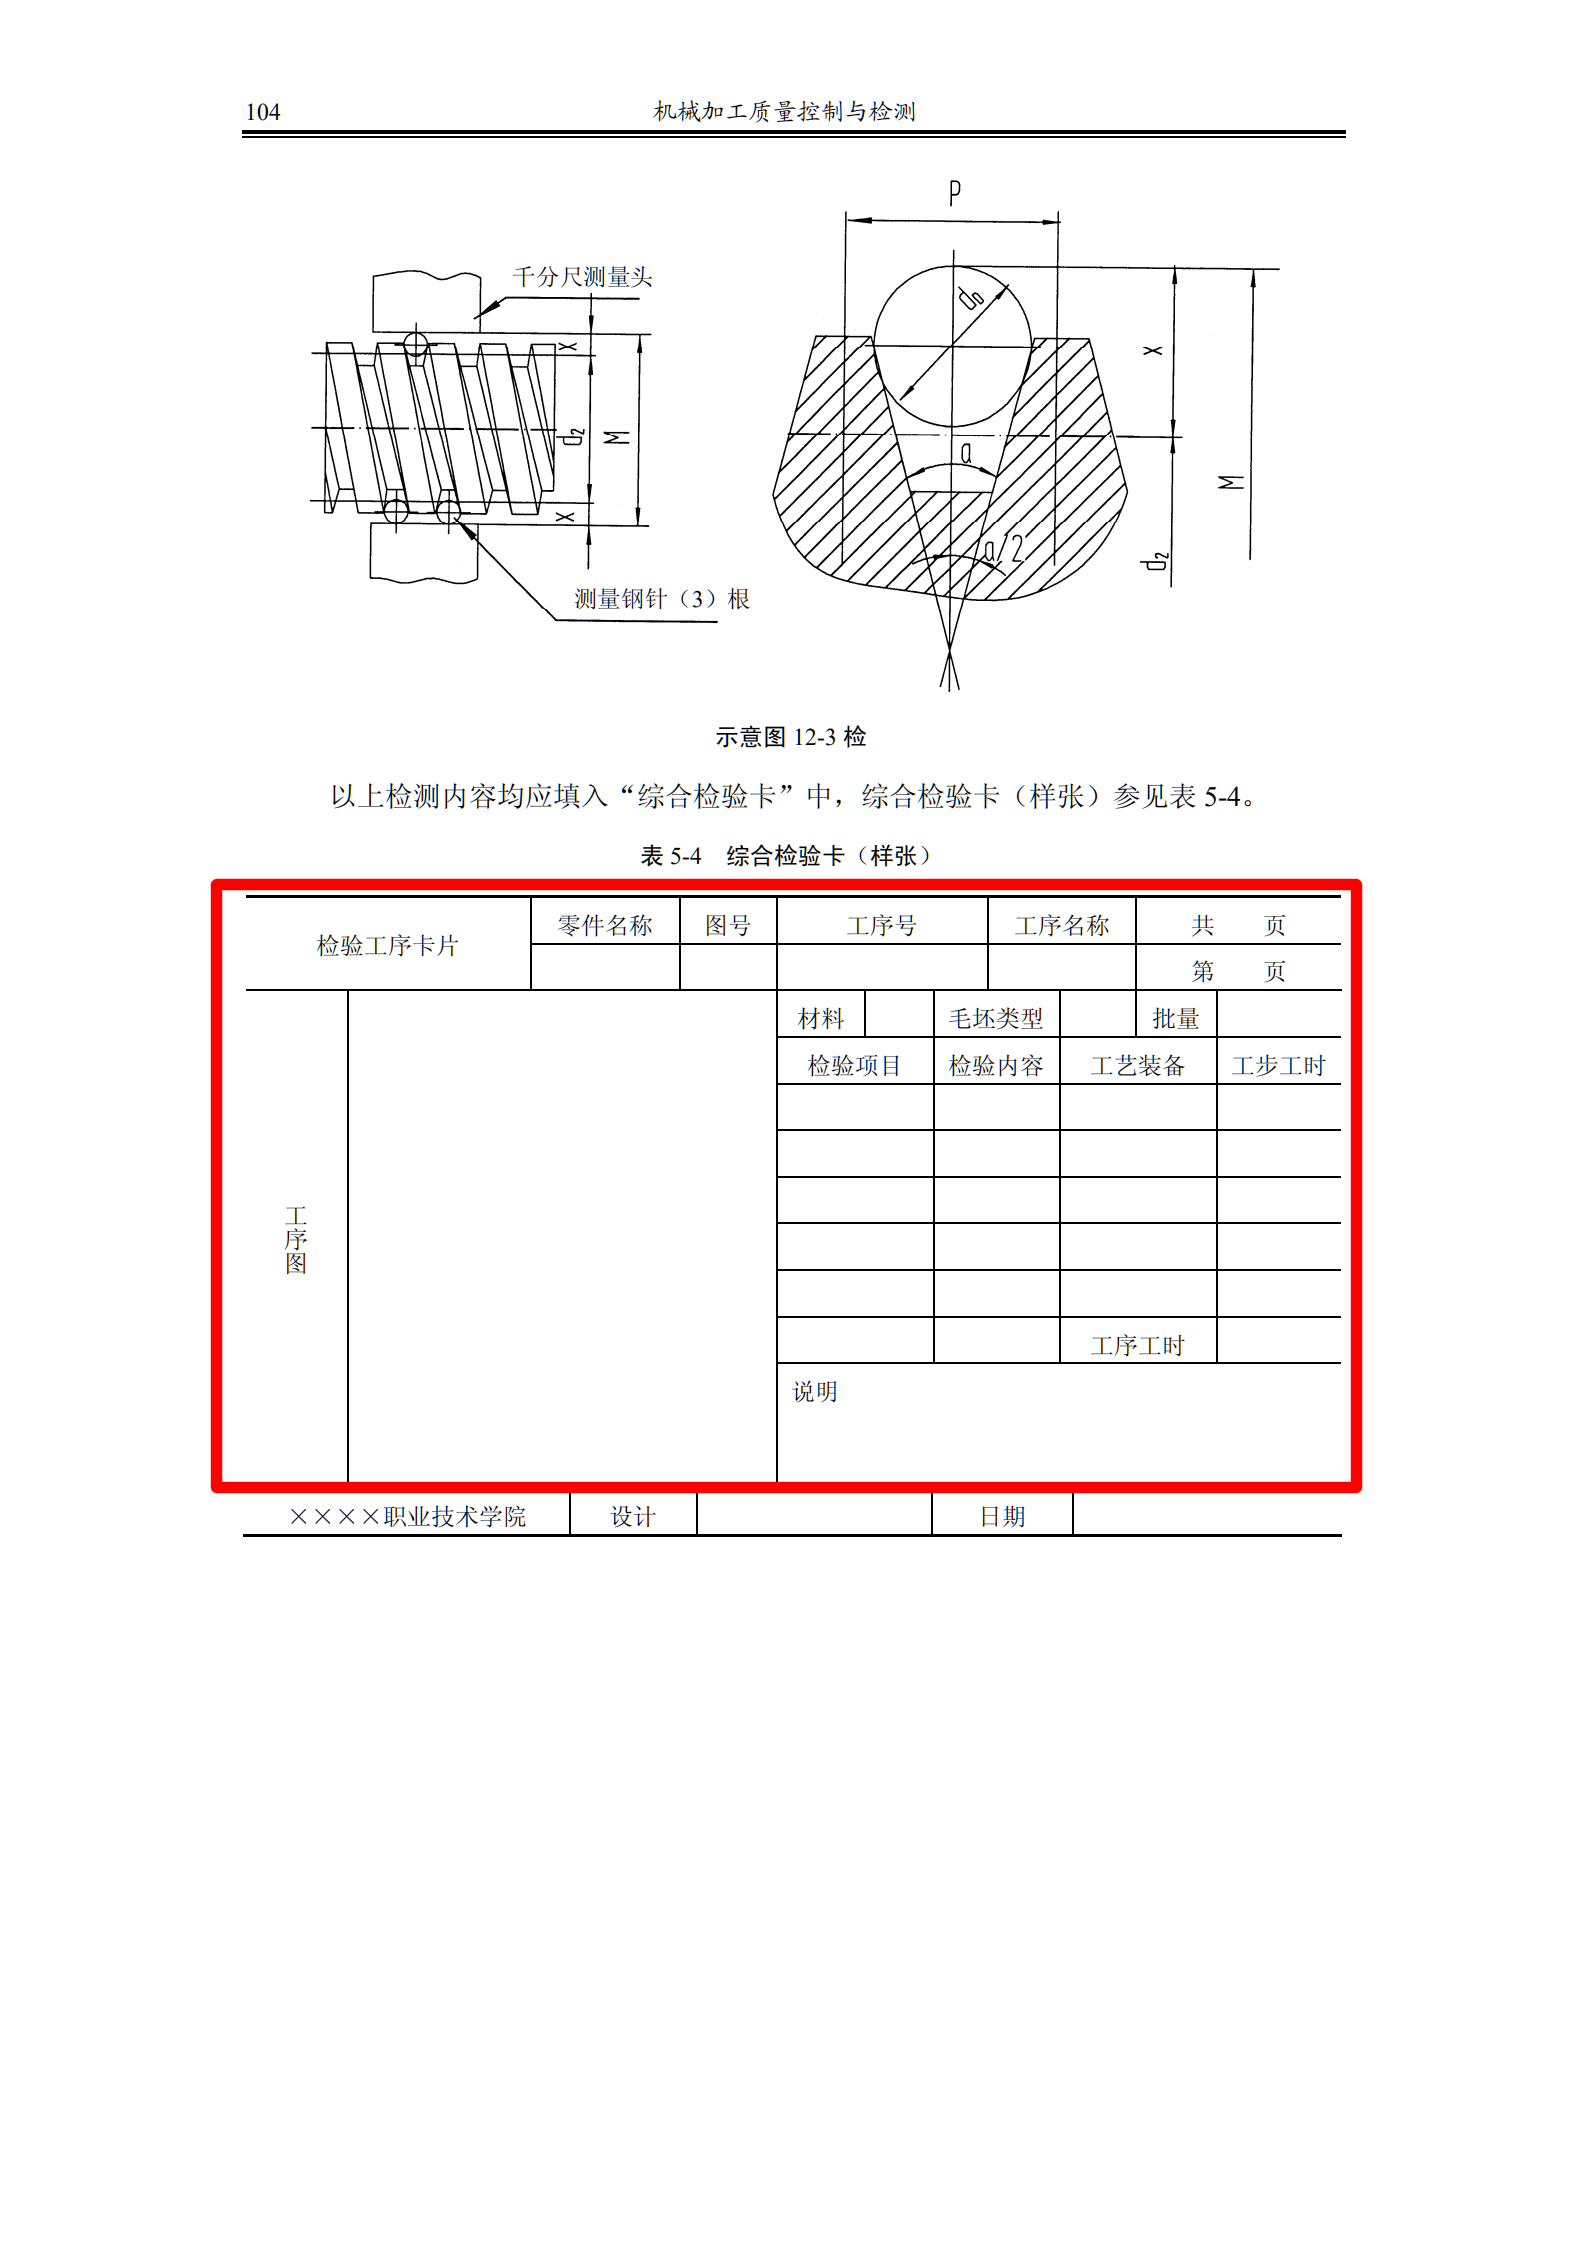 104
机械加工质量控制与检测
P
千分尺测量头
d₀
X
X
d₂
M
a
X
M
X
a/2
d₂
测量钢针（3）根
示意图 12-3 检
以上检测内容均应填入“综合检验卡”中，综合检验卡（样张）参见表 5-4。
表 5-4 综合检验卡（样张）
检验工序卡片 零件名称 图号 工序号 工序名称 共 页
第 页
材料 毛坯类型 批量
检验项目 检验内容 工艺装备 工步工时
工序图
工序工时
说明
××××职业技术学院 设计 日期